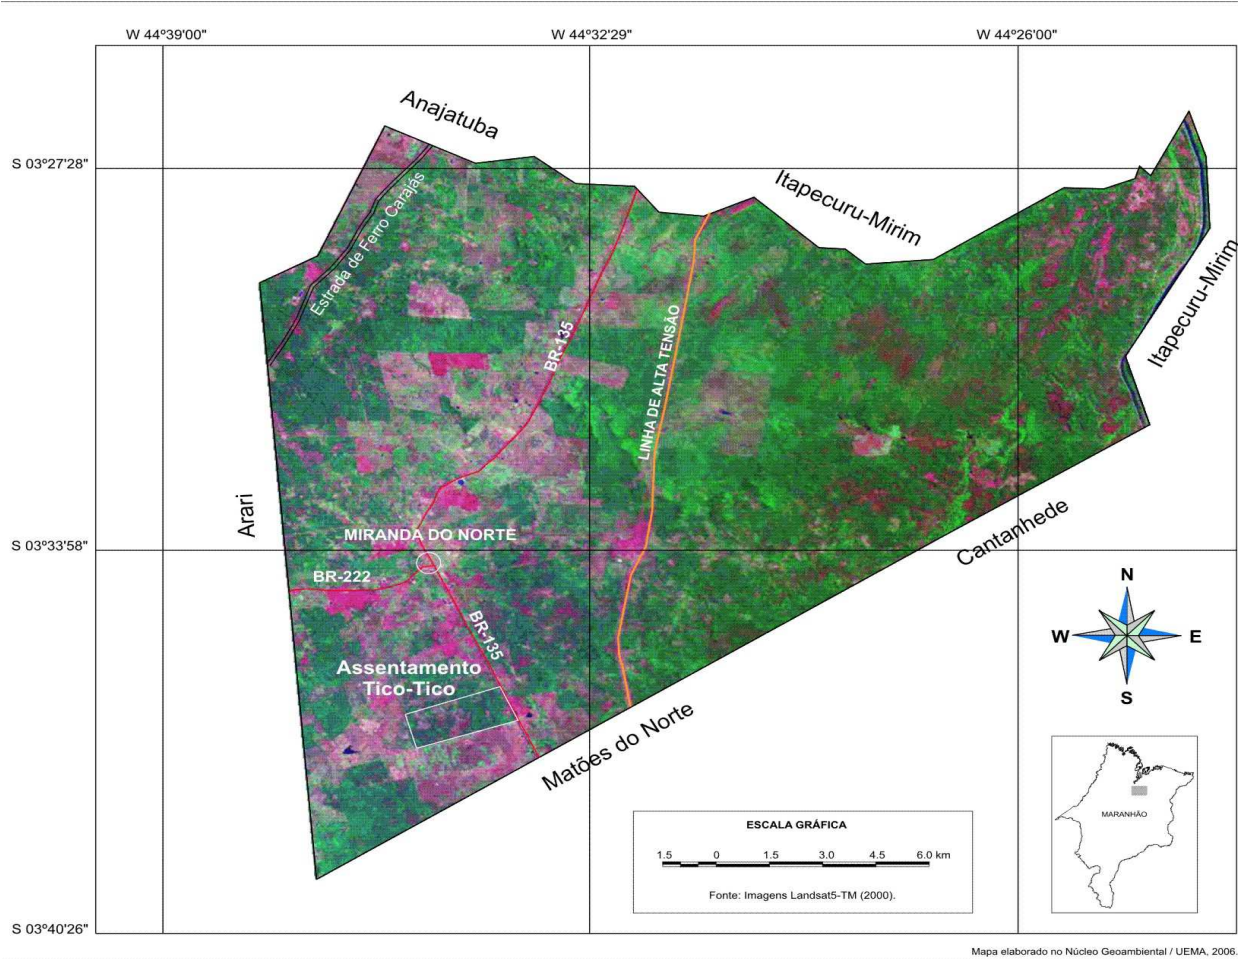 W 44º39'00"
W 44º32'29"
W 44º26'00"
Anajatuba
S 03º27'28"
Itapecuru-Mirim
Estrada de Ferro Carajás
Itapecuru-Mirim
BR-135
LINHA DE ALTA TENSÃO
Arari
MIRANDA DO NORTE
S 03º33'58"
Cantanhede
BR-222
N
W
E
S
BR-135
Assentamento
Tico-Tico
Matões do Norte
MARANHÃO
ESCALA GRÁFICA
1.5 0 1.5 3.0 4.5 6.0 km
Fonte: Imagens Landsat5-TM (2000).
S 03º40'26"
Mapa elaborado no Núcleo Geoambiental / UEMA, 2006.